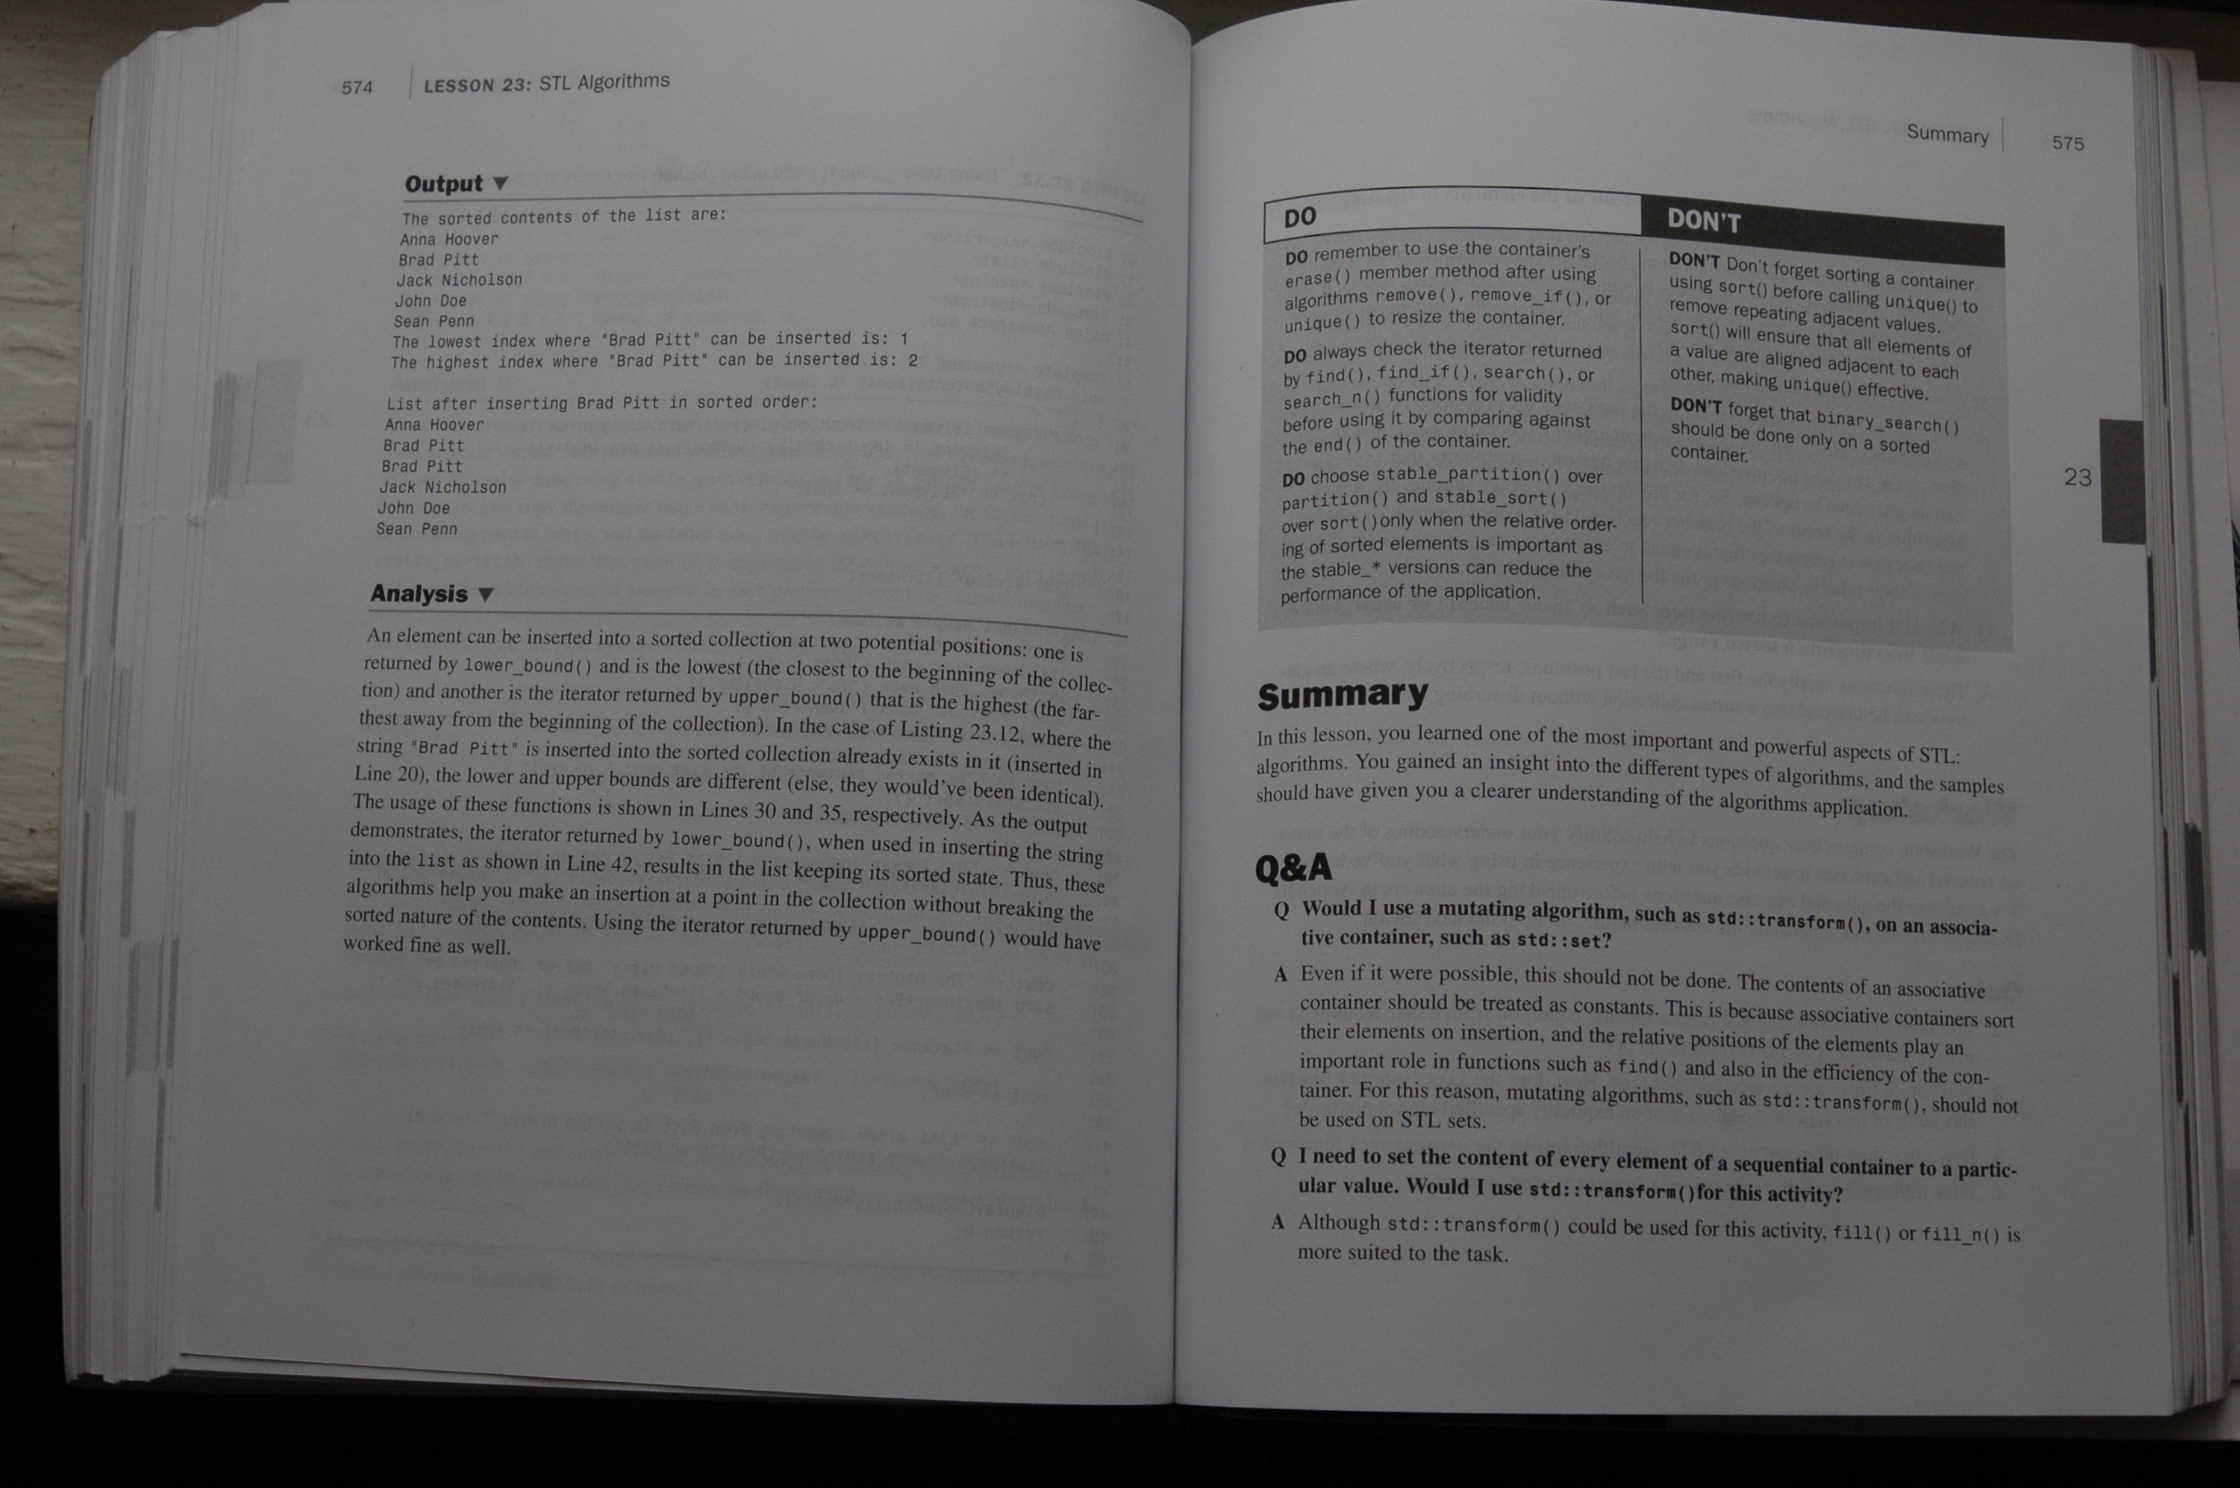 574 LESSON 23: STL Algorithms
Output ▼
The sorted contents of the list are:
Anna Hoover
Brad Pitt
Jack Nicholson
John Doe
Sean Penn
The lowest index where "Brad Pitt" can be inserted is: 1
The highest index where "Brad Pitt" can be inserted is: 2
List after inserting Brad Pitt in sorted order:
Anna Hoover
Brad Pitt
Brad Pitt
Jack Nicholson
John Doe
Sean Penn
Analysis ▼
An element can be inserted into a sorted collection at two potential positions: one is
returned by lower_bound() and is the lowest (the closest to the beginning of the collec-
tion) and another is the iterator returned by upper_bound() that is the highest (the far-
thest away from the beginning of the collection). In the case of Listing 23.12, where the
string "Brad Pitt" is inserted into the sorted collection already exists in it (inserted in
Line 20), the lower and upper bounds are different (else, they would've been identical).
The usage of these functions is shown in Lines 30 and 35, respectively. As the output
demonstrates, the iterator returned by lower_bound(), when used in inserting the string
into the list as shown in Line 42, results in the list keeping its sorted state. Thus, these
algorithms help you make an insertion at a point in the collection without breaking the
sorted nature of the contents. Using the iterator returned by upper_bound() would have
worked fine as well.
Summary 575
DO
DO remember to use the container's
erase() member method after using
algorithms remove(), remove_if(), or
unique() to resize the container.
DO always check the iterator returned
by find(), find_if(), search(), or
search_n() functions for validity
before using it by comparing against
the end() of the container.
DO choose stable_partition() over
partition() and stable_sort()
over sort()only when the relative order-
ing of sorted elements is important as
the stable_* versions can reduce the
performance of the application.
DON'T
DON'T Don't forget sorting a container
using sort() before calling unique() to
remove repeating adjacent values.
sort() will ensure that all elements of
a value are aligned adjacent to each
other, making unique() effective.
DON'T forget that binary_search()
should be done only on a sorted
container.
23
Summary
In this lesson, you learned one of the most important and powerful aspects of STL:
algorithms. You gained an insight into the different types of algorithms, and the samples
should have given you a clearer understanding of the algorithms application.
Q&A
Q Would I use a mutating algorithm, such as std::transform(), on an associa-
tive container, such as std::set?
A Even if it were possible, this should not be done. The contents of an associative
container should be treated as constants. This is because associative containers sort
their elements on insertion, and the relative positions of the elements play an
important role in functions such as find() and also in the efficiency of the con-
tainer. For this reason, mutating algorithms, such as std::transform(), should not
be used on STL sets.
Q I need to set the content of every element of a sequential container to a partic-
ular value. Would I use std::transform()for this activity?
A Although std::transform() could be used for this activity, fill() or fill_n() is
more suited to the task.